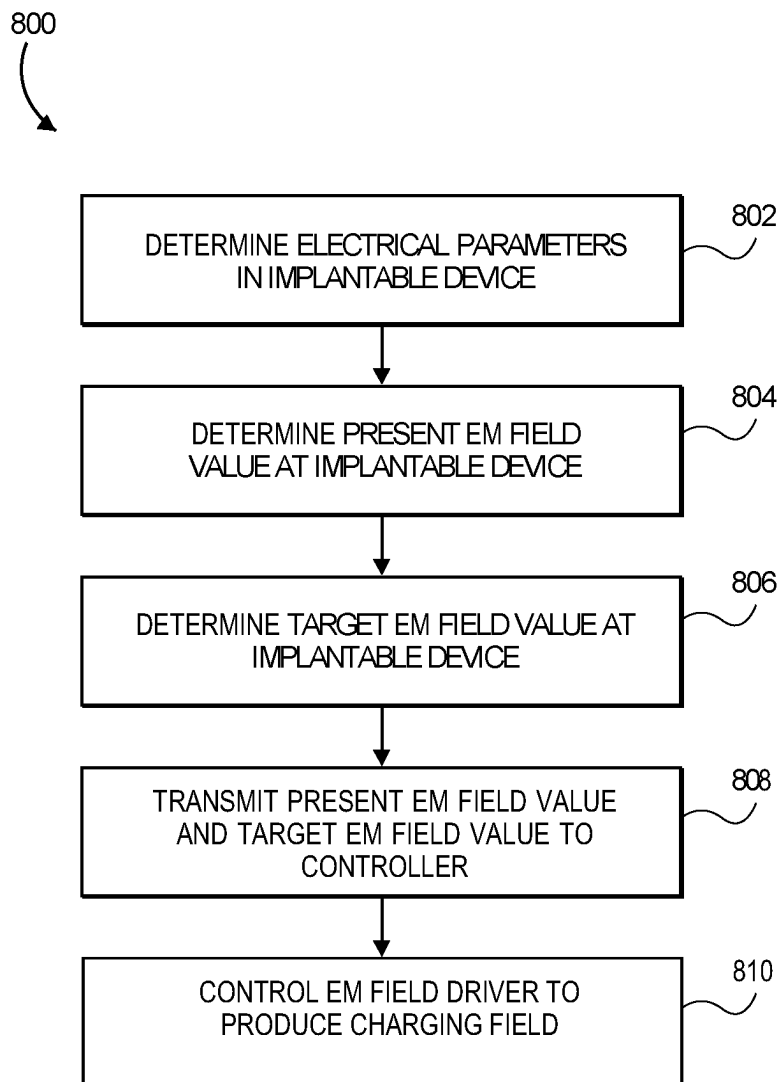 800
802
DETERMINE ELECTRICAL PARAMETERS
IN IMPLANTABLE DEVICE
804
DETERMINE PRESENT EM FIELD
VALUE AT IMPLANTABLE DEVICE
806
DETERMINE TARGET EM FIELD VALUE AT
IMPLANTABLE DEVICE
808
TRANSMIT PRESENT EM FIELD VALUE
AND TARGET EM FIELD VALUE TO
CONTROLLER
810
CONTROL EM FIELD DRIVER TO
PRODUCE CHARGING FIELD